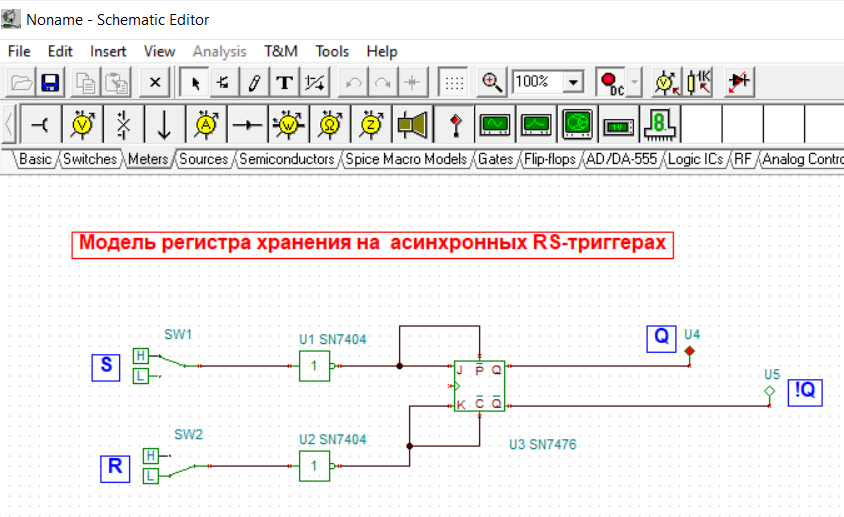 Noname - Schematic Editor
File Edit Insert View Analysis T&M Tools Help
T 100% DC 1K
V A W Ω Z 1V 8
Basic Switches Meters Sources Semiconductors Spice Macro Models Gates Flip-flops AD/DA-555 Logic ICs RF Analog Contro
Модель регистра хранения на асинхронных RS-триггерах
SW1 U1 SN7404 Q U4
S H L 1 J P Q
U5
!Q
K C Q
SW2 U2 SN7404 U3 SN7476
R H L 1